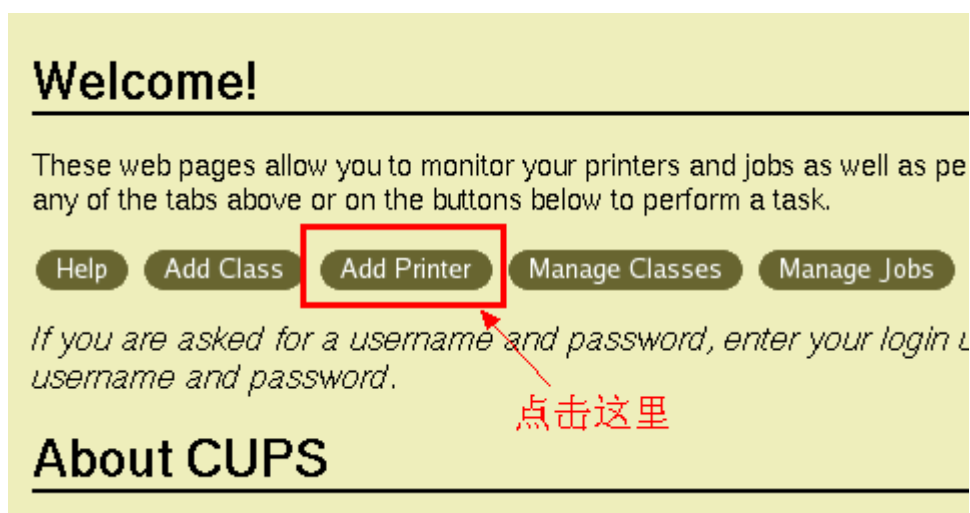 Welcome!
These web pages allow you to monitor your printers and jobs as well as pe
any of the tabs above or on the buttons below to perform a task.
Help Add Class Add Printer Manage Classes Manage Jobs
If you are asked for a username and password, enter your login u
username and password.
点击这里
About CUPS